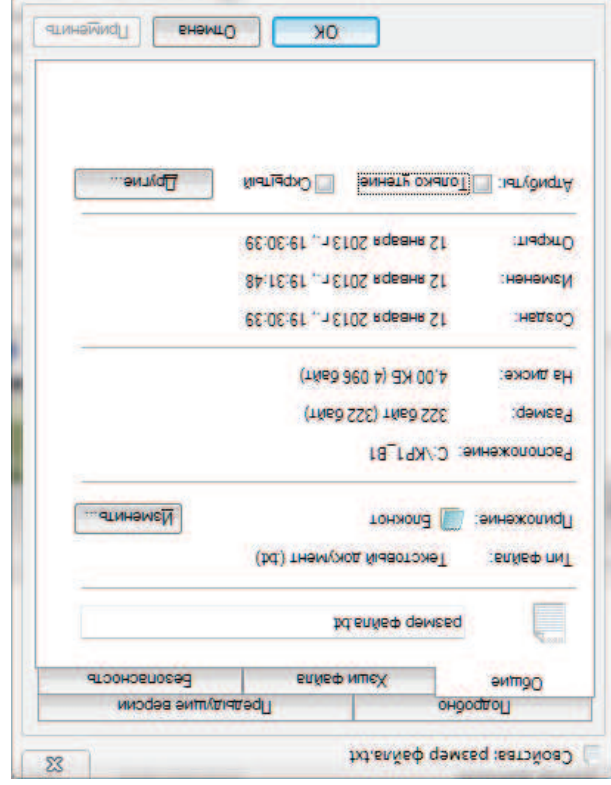 Свойства: размер файла.txt
Подробно Предыдущие версии
Общие Хэши файла Безопасность
размер файла.txt
Тип файла: Текстовый документ (.txt)
Приложение: Блокнот Изменить...
Расположение: C:\КР1_B1
Размер: 322 байт (322 байт)
На диске: 4,00 КБ (4 096 байт)
Создан: 12 января 2013 г., 19:30:39
Изменен: 12 января 2013 г., 19:31:48
Открыт: 12 января 2013 г., 19:30:39
Атрибуты: Только чтение Скрытый Другие...
ОК Отмена Применить